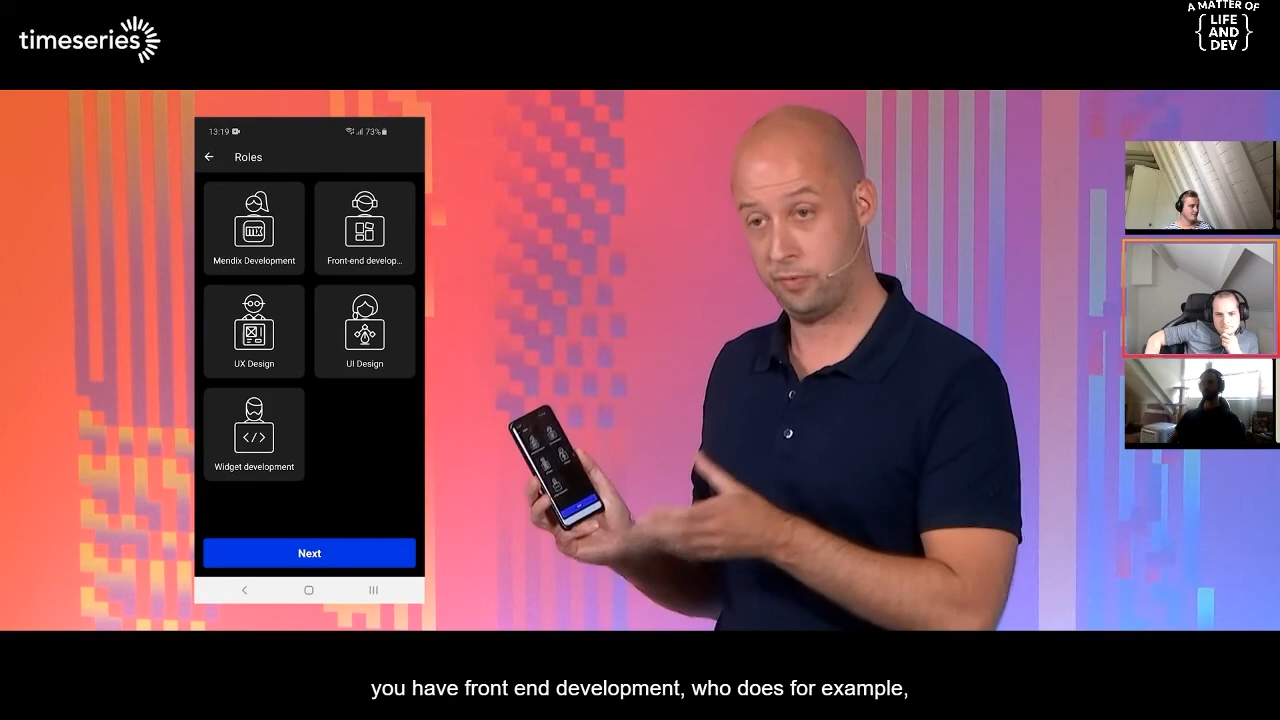 timeseries
A MATTER OF
LIFE
AND
DEV
13:19
73%
Roles
Mendix Development
Front-end develop...
mx
UX Design
UI Design
</>
Widget development
Next
you have front end development, who does for example,